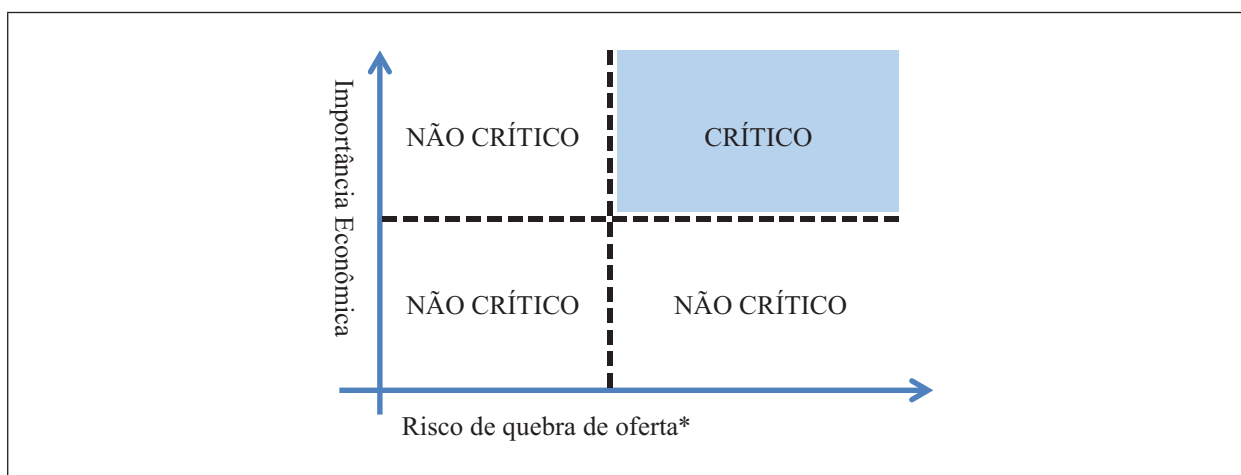 Importância Econômica
NÃO CRÍTICO
CRÍTICO
NÃO CRÍTICO
NÃO CRÍTICO
Risco de quebra de oferta*